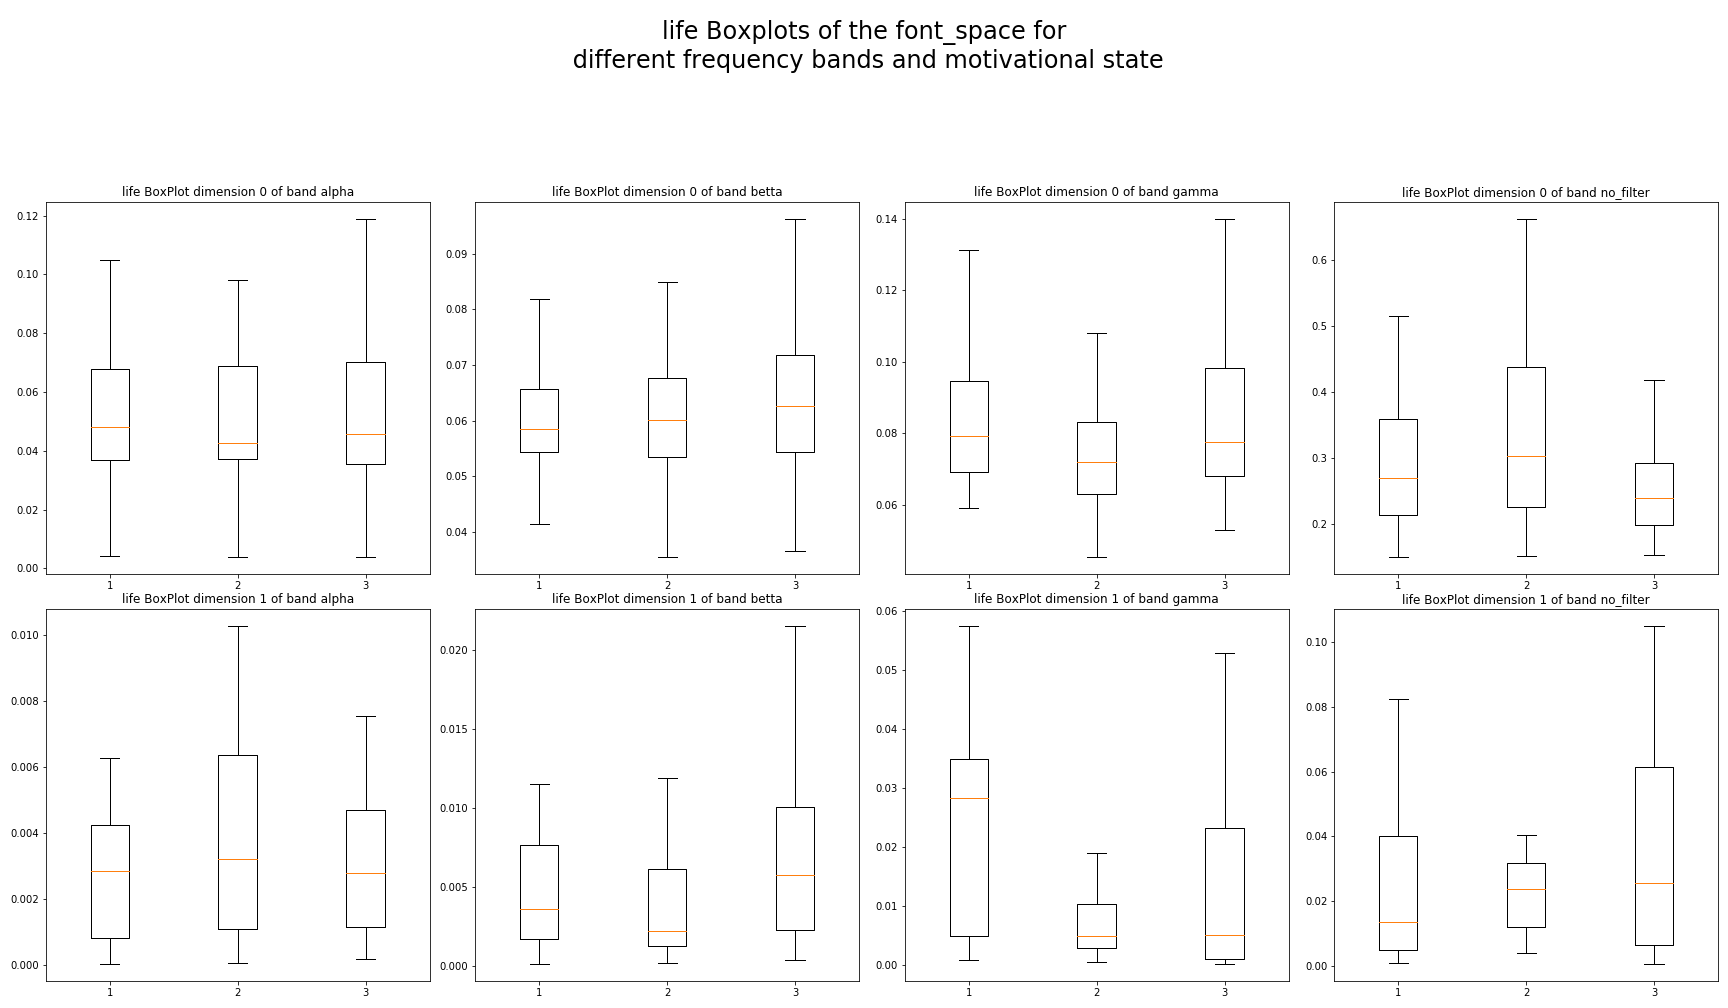 life Boxplots of the font_space for
different frequency bands and motivational state
life BoxPlot dimension 0 of band alpha
0.12
0.10
0.08
0.06
0.04
0.02
0.00
1 2 3
life BoxPlot dimension 0 of band betta
0.09
0.08
0.07
0.06
0.05
0.04
1 2 3
life BoxPlot dimension 0 of band gamma
0.14
0.12
0.10
0.08
0.06
1 2 3
life BoxPlot dimension 0 of band no_filter
0.6
0.5
0.4
0.3
0.2
1 2 3
life BoxPlot dimension 1 of band alpha
0.010
0.008
0.006
0.004
0.002
0.000
1 2 3
life BoxPlot dimension 1 of band betta
0.020
0.015
0.010
0.005
0.000
1 2 3
life BoxPlot dimension 1 of band gamma
0.06
0.05
0.04
0.03
0.02
0.01
0.00
1 2 3
life BoxPlot dimension 1 of band no_filter
0.10
0.08
0.06
0.04
0.02
0.00
1 2 3